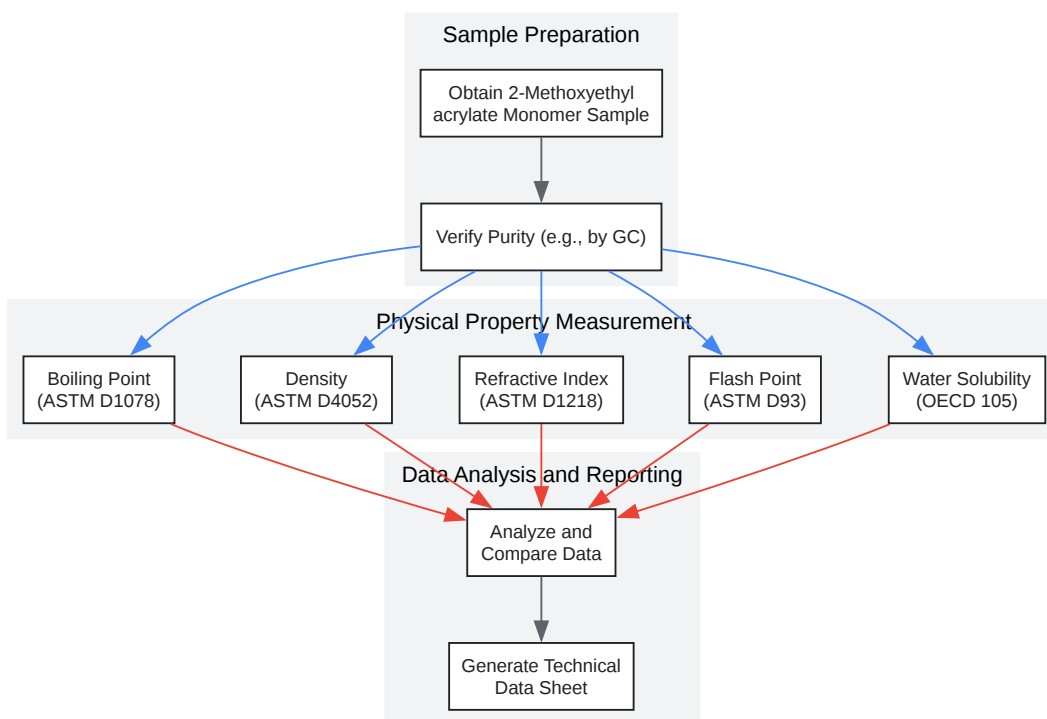 Sample Preparation
Obtain 2-Methoxyethyl
acrylate Monomer Sample
Verify Purity (e.g., by GC)
Physical Property Measurement
Boiling Point
(ASTM D1078)
Density
(ASTM D4052)
Refractive Index
(ASTM D1218)
Flash Point
(ASTM D93)
Water Solubility
(OECD 105)
Data Analysis and Reporting
Analyze and
Compare Data
Generate Technical
Data Sheet